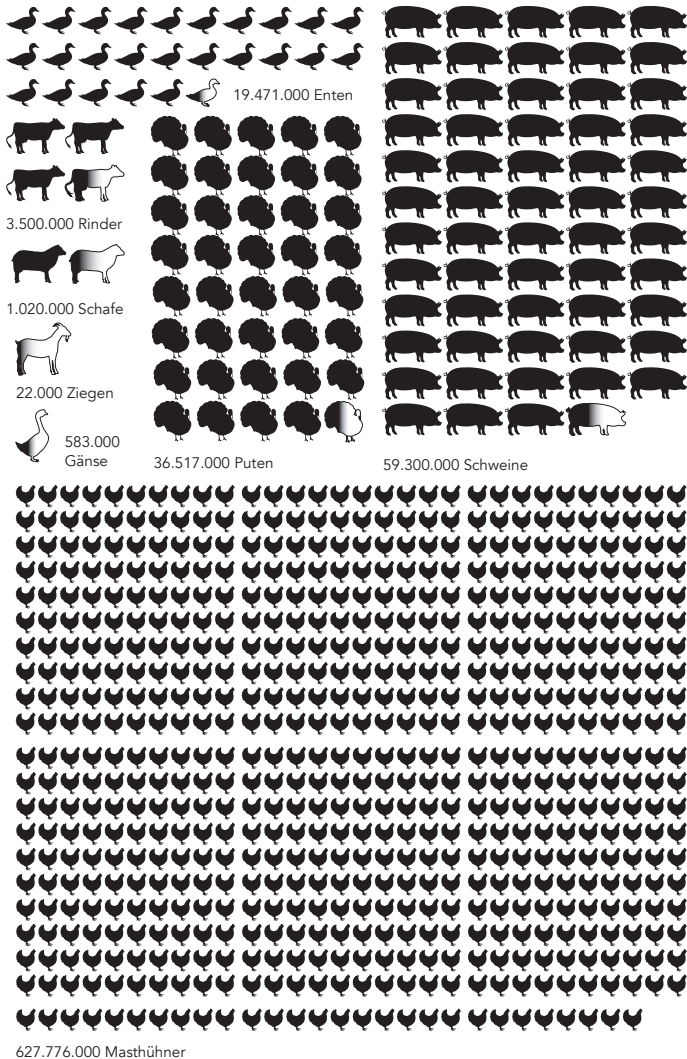 19.471.000 Enten
3.500.000 Rinder
1.020.000 Schafe
22.000 Ziegen
583.000
Gänse
36.517.000 Puten
59.300.000 Schweine
627.776.000 Masthühner